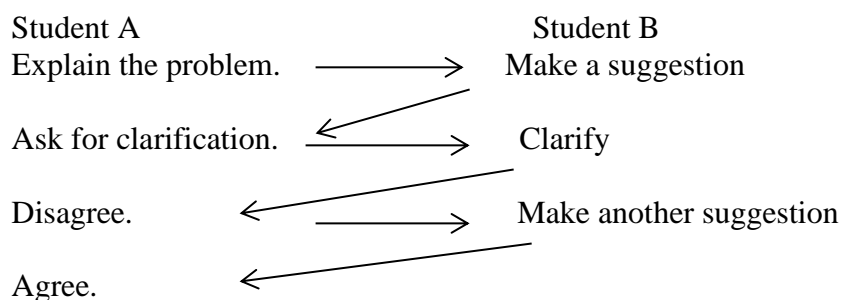 Student A Student B
Explain the problem. Make a suggestion
Ask for clarification. Clarify
Disagree. Make another suggestion
Agree.